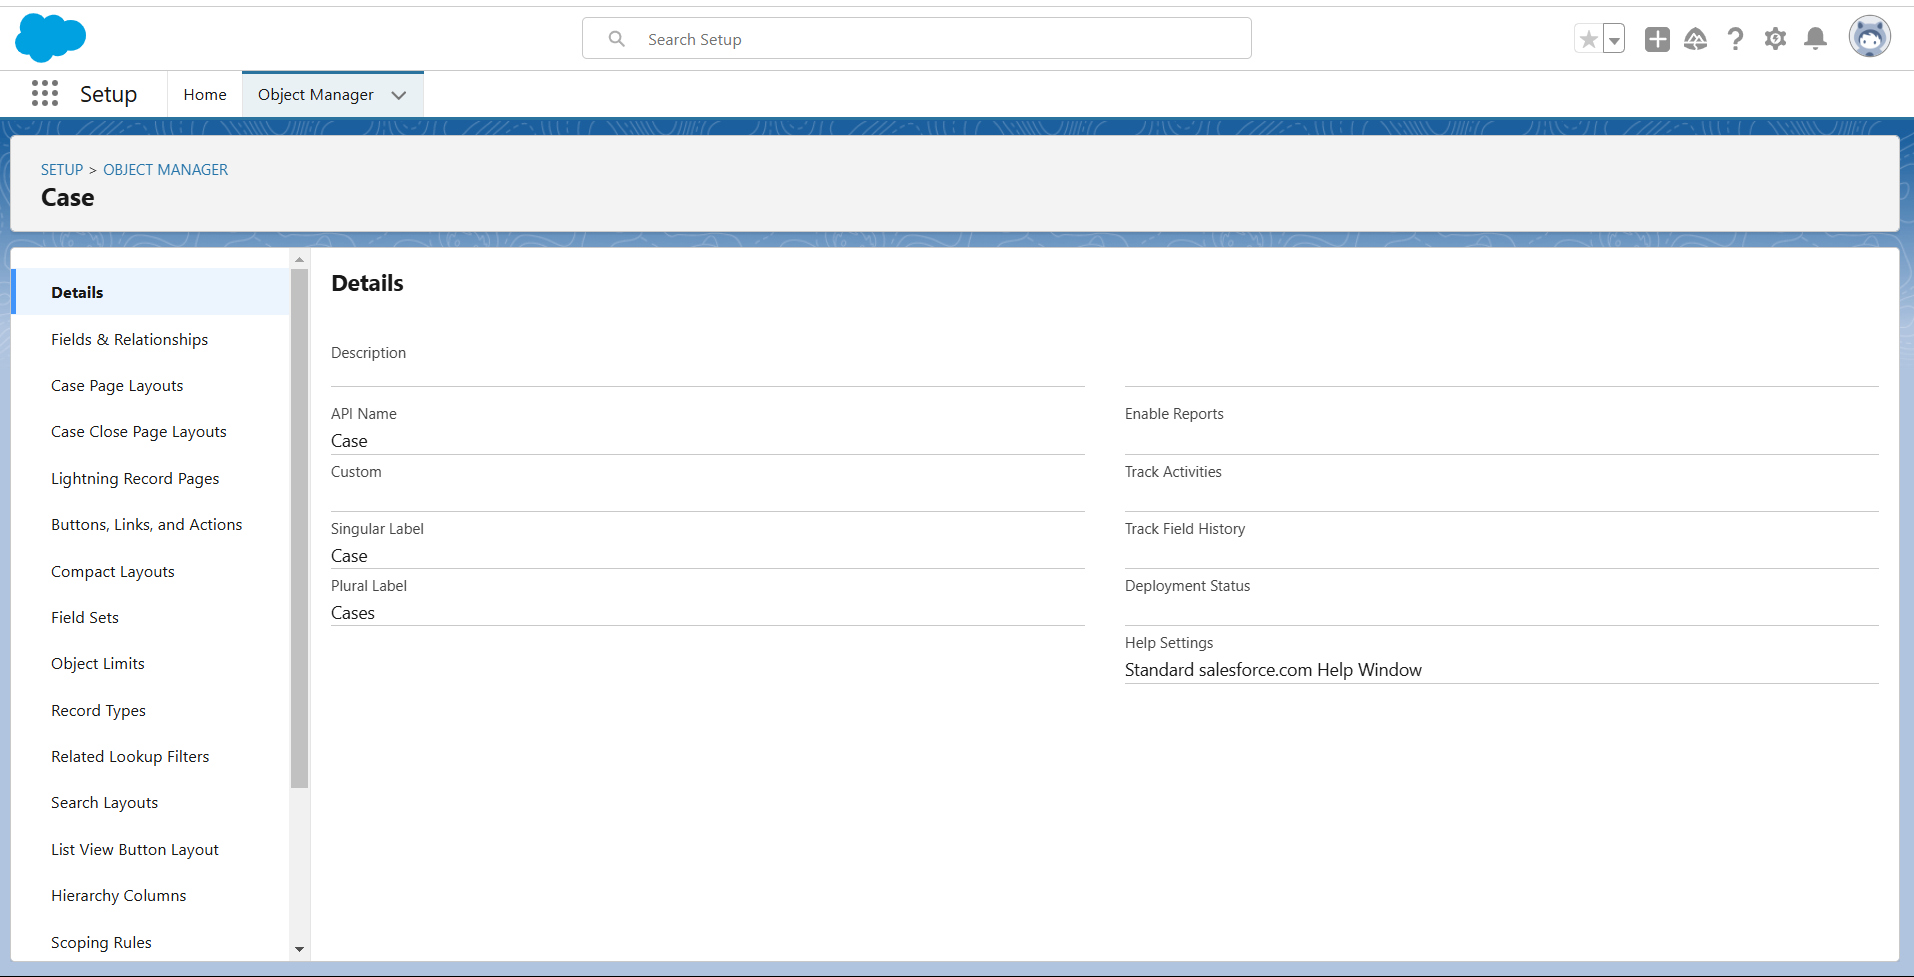 Search Setup
Setup
Home
Object Manager
SETUP > OBJECT MANAGER
Case
Details
Fields & Relationships
Case Page Layouts
Case Close Page Layouts
Lightning Record Pages
Buttons, Links, and Actions
Compact Layouts
Field Sets
Object Limits
Record Types
Related Lookup Filters
Search Layouts
List View Button Layout
Hierarchy Columns
Scoping Rules
Details
Description
API Name
Case
Custom
Singular Label
Case
Plural Label
Cases
Enable Reports
Track Activities
Track Field History
Deployment Status
Help Settings
Standard salesforce.com Help Window